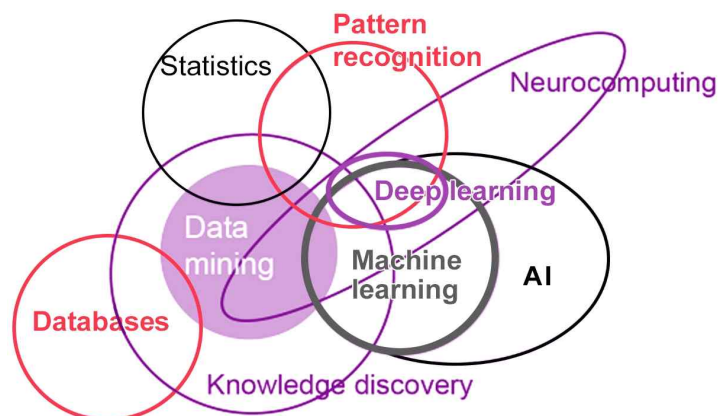 Pattern
recognition
Statistics
Neurocomputing
Deep learning
Data
mining
Machine
learning
AI
Databases
Knowledge discovery